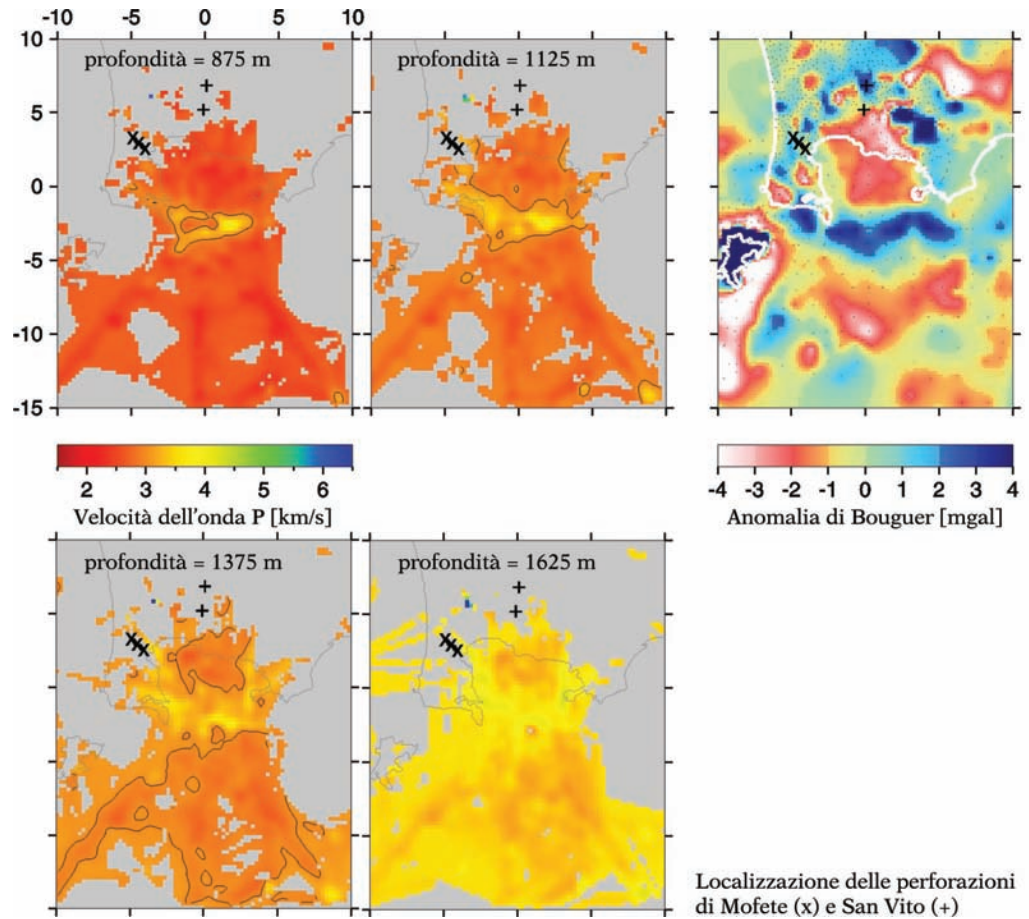 -10 -5 0 5 10
10
5
0
-5
-10
-15
profondità = 875 m
profondità = 1125 m
2 3 4 5 6
Velocità dell'onda P [km/s]
-4 -3 -2 -1 0 1 2 3 4
Anomalia di Bouguer [mgal]
profondità = 1375 m
profondità = 1625 m
Localizzazione delle perforazioni
di Mofete (x) e San Vito (+)